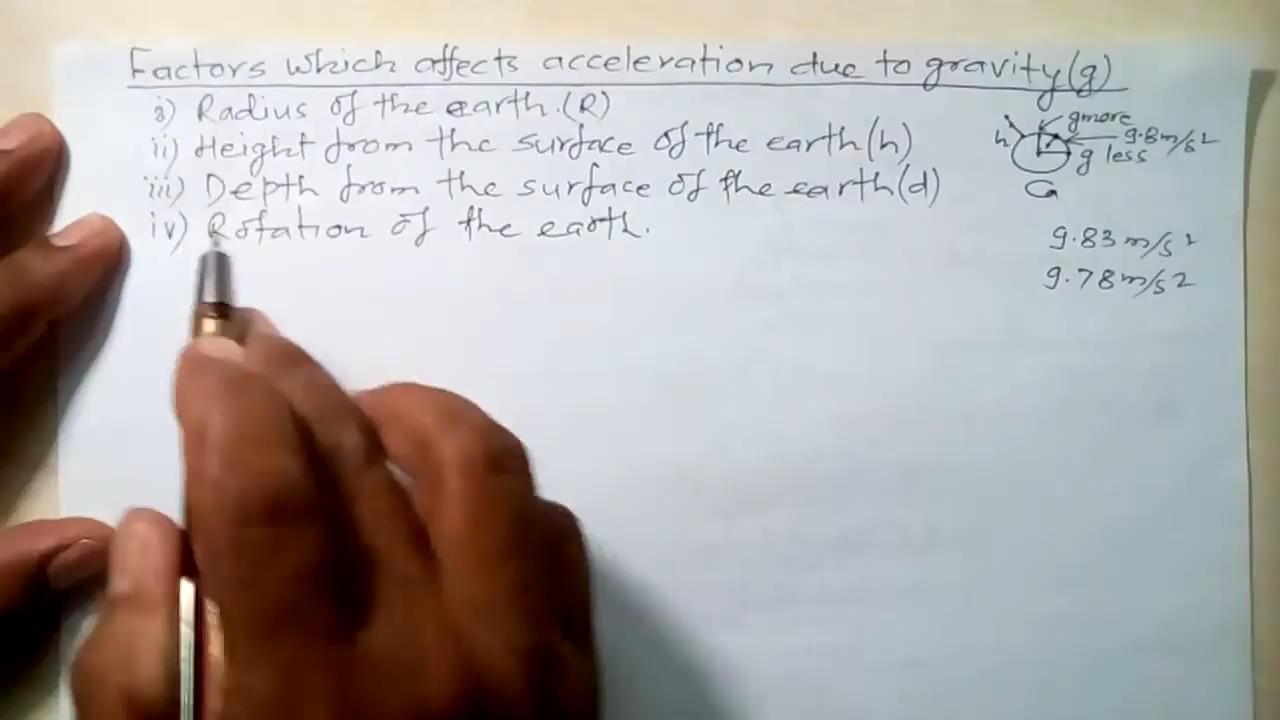 Factors which affects acceleration due to gravity(g)
i) Radius of the earth.(R)
ii) Height from the surface of the earth(h)
iii) Depth from the surface of the earth(d)
iv) Rotation of the earth.
g more
h
9.8m/s2
g less
9.83 m/s2
9.78m/s2